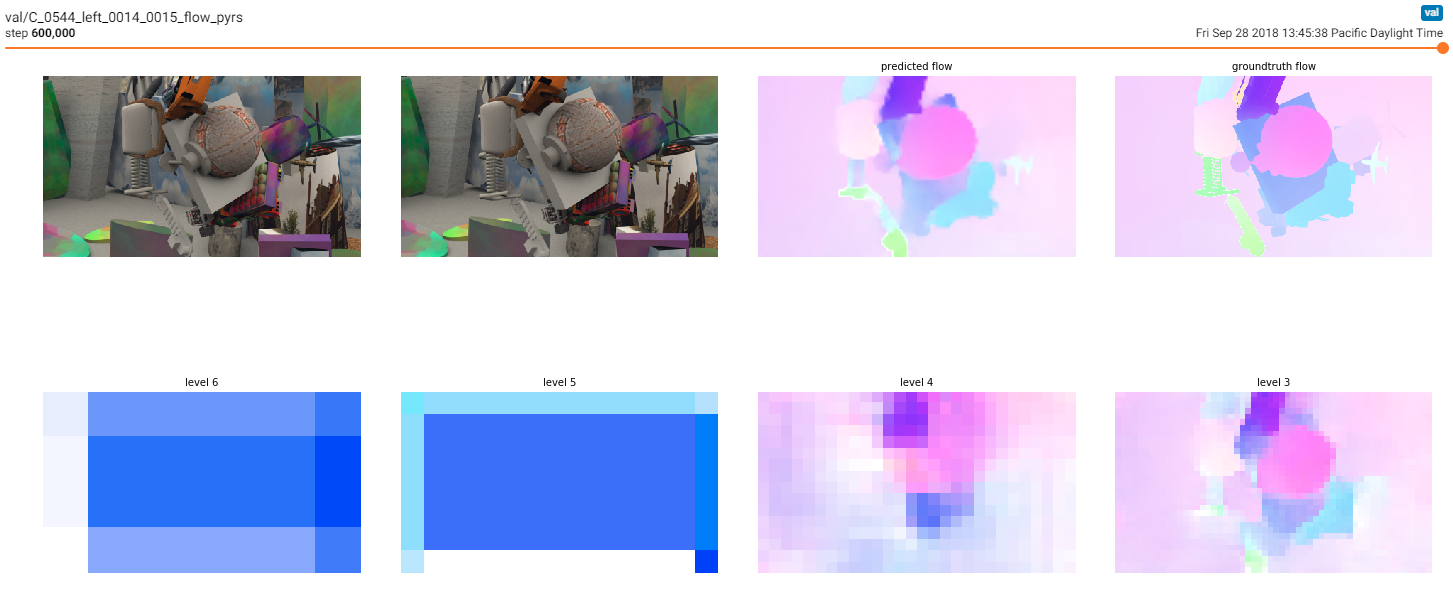 val/C_0544_left_0014_0015_flow_pyrs
val
step 600,000
Fri Sep 28 2018 13:45:38 Pacific Daylight Time
predicted flow
groundtruth flow
level 6
level 5
level 4
level 3